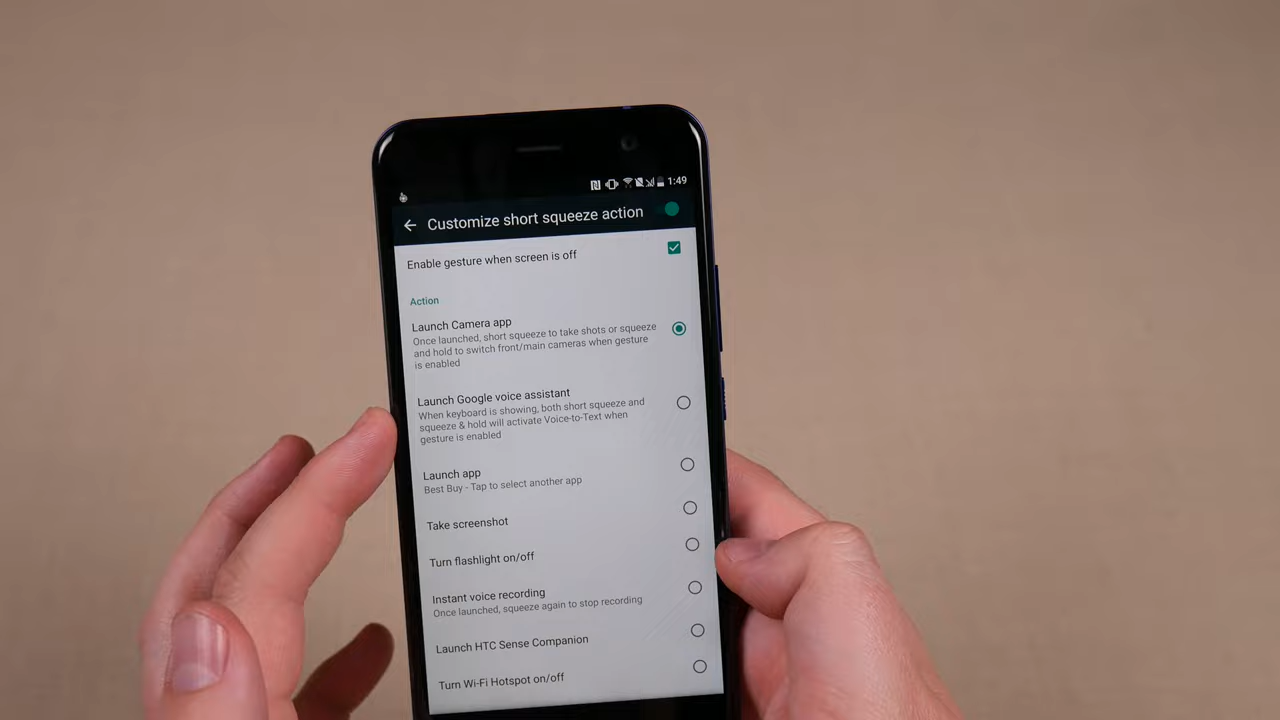 1:49
Customize short squeeze action
Enable gesture when screen is off
Action
Launch Camera app
Once launched, short squeeze to take shots or squeeze
and hold to switch front/main cameras when gesture
is enabled
Launch Google voice assistant
When keyboard is showing, both short squeeze and
squeeze & hold will activate Voice-to-Text when
gesture is enabled
Launch app
Best Buy - Tap to select another app
Take screenshot
Turn flashlight on/off
Instant voice recording
Once launched, squeeze again to stop recording
Launch HTC Sense Companion
Turn Wi-Fi Hotspot on/off